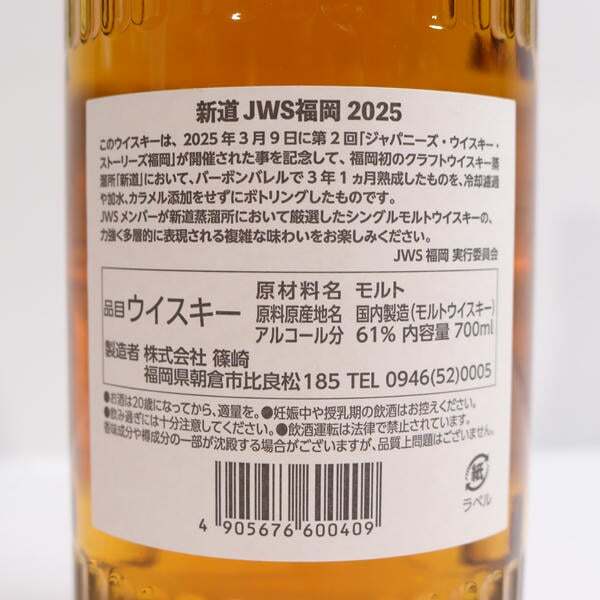 新道 JWS福岡 2025
このウイスキーは、2025年3月9日に第2回「ジャパニーズ・ウイスキー・
ストーリーズ福岡」が開催された事を記念して、福岡初のクラフトウイスキー蒸
溜所「新道」において、バーボンバレルで3年1ヵ月熟成したものを、冷却濾過
や加水、カラメル添加をせずにボトリングしたものです。
JWSメンバーが新道蒸溜所において厳選したシングルモルトウイスキーの、
力強く多層的に表現される複雑な味わいをお楽しみください。
JWS 福岡 実行委員会
品目 ウイスキー
原材料名 モルト
原料原産地名 国内製造(モルトウイスキー)
アルコール分 61% 内容量 700ml
製造者 株式会社 篠崎
福岡県朝倉市比良松185 TEL 0946(52)0005
●お酒は20歳になってから、適量を。●妊娠中や授乳期の飲酒はお控えください。
●飲み過ぎには十分注意してください。●飲酒運転は法律で禁止されています。
香味成分や樽成分の一部が沈殿する場合がございますが、品質上問題はございません。
紙
ラベル
4 905676 600409